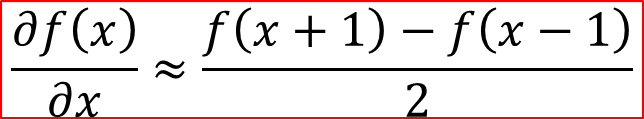 ∂f(x)/∂x ≈ (f(x + 1) − f(x − 1))/2